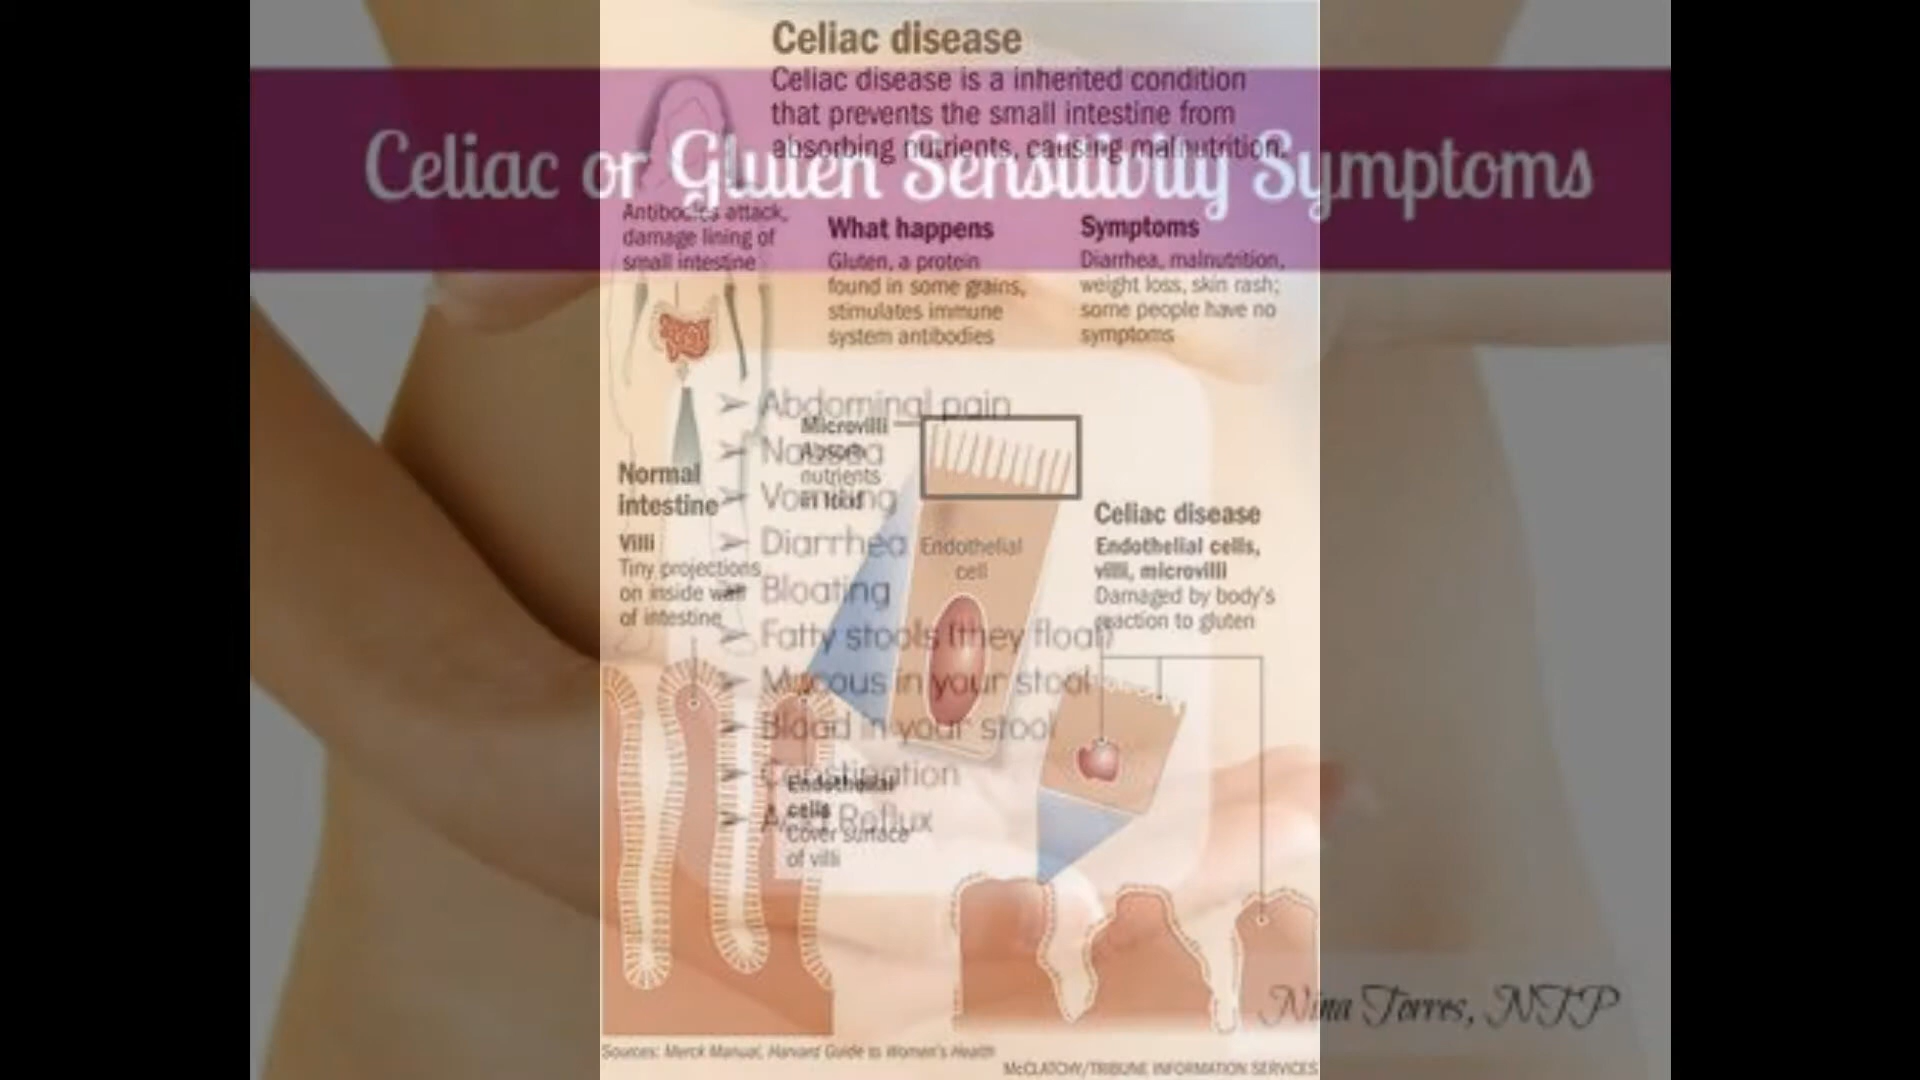 Celiac disease
Celiac disease is a inherited condition
that prevents the small intestine from
absorbing nutrients, causing malnutrition.
Celiac or Gluten Sensitivity Symptoms
Antibodies attack,
damage lining of
small intestine
What happens
Gluten, a protein
found in some grains,
stimulates immune
system antibodies
Symptoms
Diarrhea, malnutrition,
weight loss, skin rash;
some people have no
symptoms
➢ Abdominal pain
➢ Nausea
➢ Vomiting
➢ Diarrhea
➢ Bloating
➢ Fatty stools (they float)
➢ Mucous in your stool
➢ Blood in your stool
➢ Constipation
➢ Acid Reflux
Microvilli
Absorb
nutrients
in food
Normal
intestine
Villi
Tiny projections
on inside wall
of intestine
Endothelial
cell
Celiac disease
Endothelial cells,
villi, microvilli
Damaged by body's
reaction to gluten
Endothelial
cells
Cover surface
of villi
Nina Torres, NTP
Sources: Merck Manual, Harvard Guide to Women's Health
McCLATCHY/TRIBUNE INFORMATION SERVICES